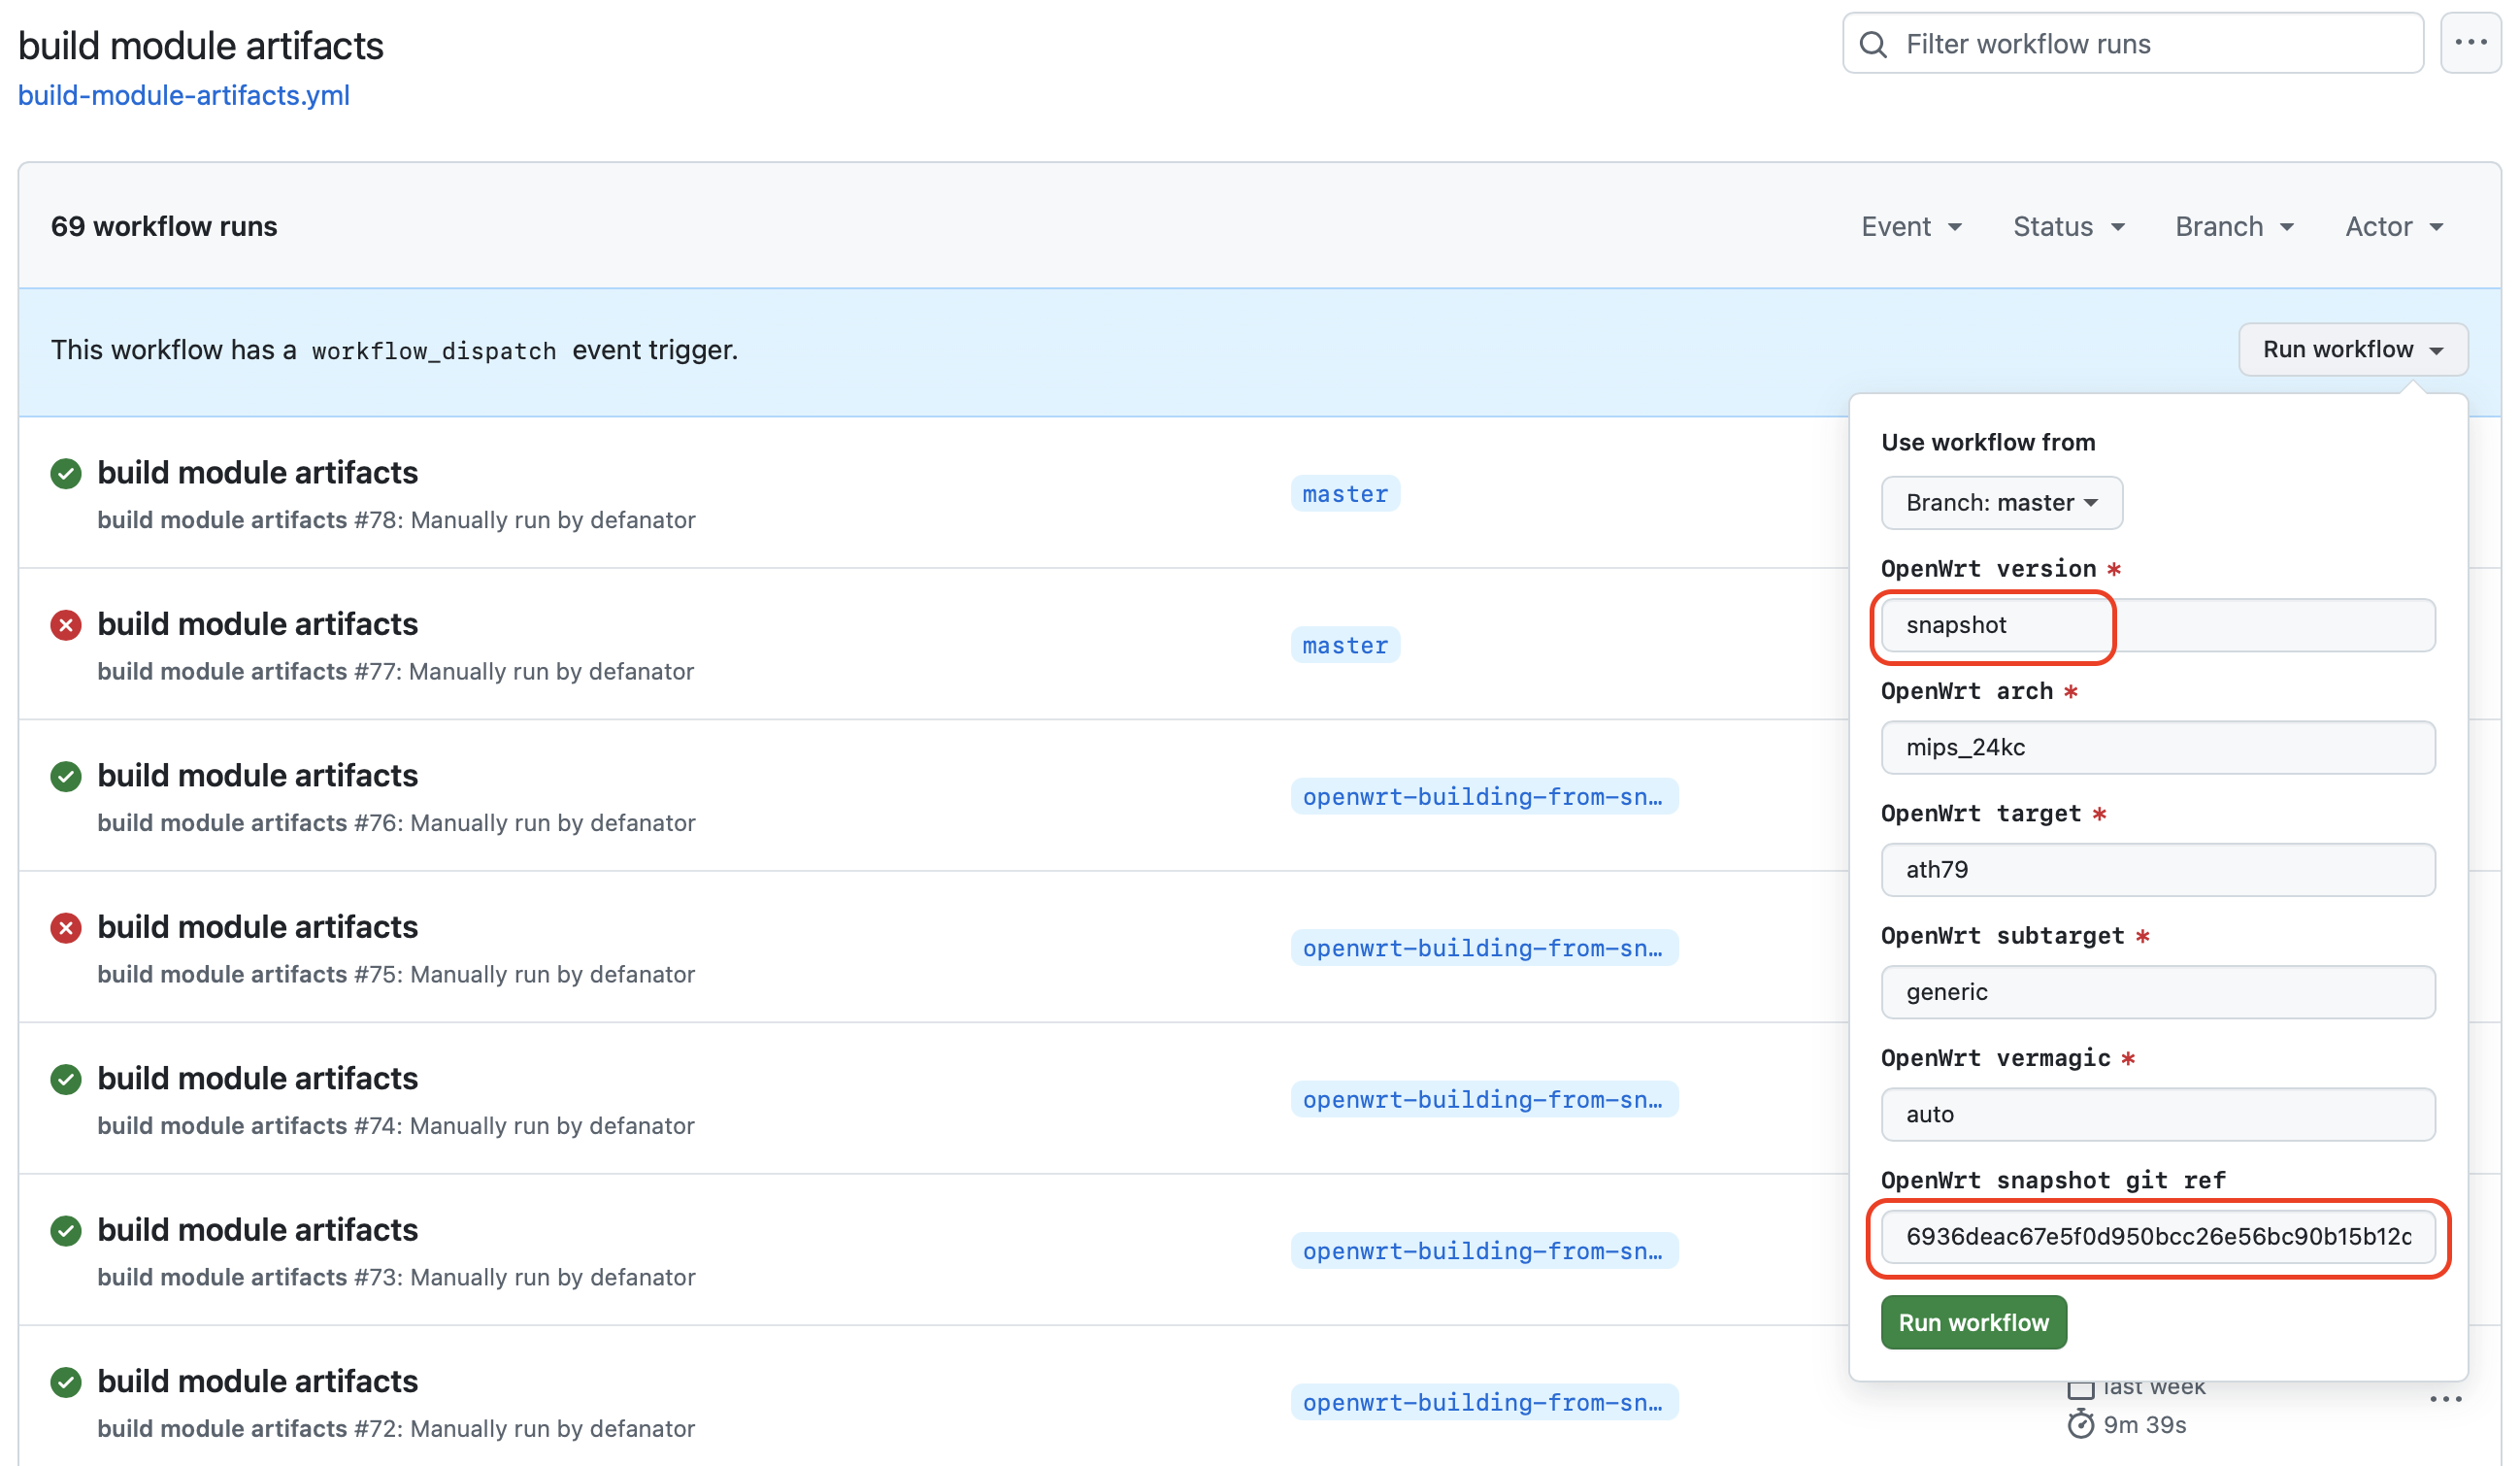 build module artifacts
build-module-artifacts.yml
Filter workflow runs
69 workflow runs
Event
Status
Branch
Actor
This workflow has a workflow_dispatch event trigger.
Run workflow
build module artifacts
build module artifacts #78: Manually run by defanator
master
build module artifacts
build module artifacts #77: Manually run by defanator
master
build module artifacts
build module artifacts #76: Manually run by defanator
openwrt-building-from-sn…
build module artifacts
build module artifacts #75: Manually run by defanator
openwrt-building-from-sn…
build module artifacts
build module artifacts #74: Manually run by defanator
openwrt-building-from-sn…
build module artifacts
build module artifacts #73: Manually run by defanator
openwrt-building-from-sn…
build module artifacts
build module artifacts #72: Manually run by defanator
openwrt-building-from-sn…
Use workflow from
Branch: master
OpenWrt version *
snapshot
OpenWrt arch *
mips_24kc
OpenWrt target *
ath79
OpenWrt subtarget *
generic
OpenWrt vermagic *
auto
OpenWrt snapshot git ref
6936deac67e5f0d950bcc26e56bc90b15b12c
Run workflow
last week
9m 39s